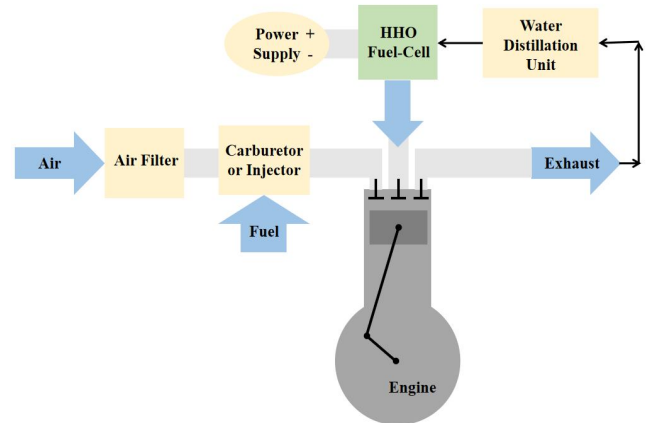 Power +
Supply -
HHO
Fuel-Cell
Water
Distillation
Unit
Air
Air Filter
Carburetor
or Injector
Exhaust
Fuel
Engine